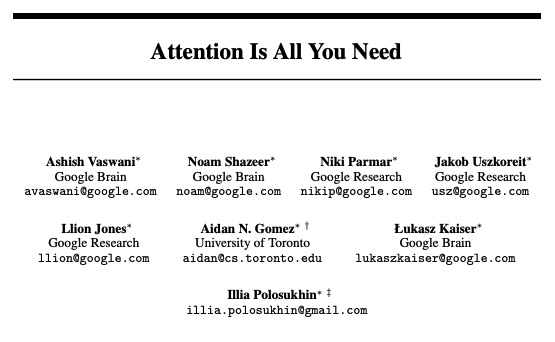 Attention Is All You Need
Ashish Vaswani* Noam Shazeer* Niki Parmar* Jakob Uszkoreit*
Google Brain Google Brain Google Research Google Research
avaswani@google.com noam@google.com nikip@google.com usz@google.com
Llion Jones* Aidan N. Gomez* † Łukasz Kaiser*
Google Research University of Toronto Google Brain
llion@google.com aidan@cs.toronto.edu lukaszkaiser@google.com
Illia Polosukhin* ‡
illia.polosukhin@gmail.com